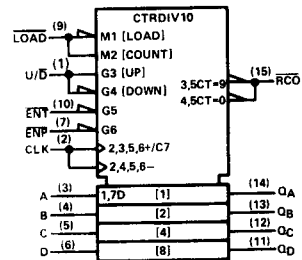 CTRDIV10
LOAD (9) M1 [LOAD]
M2 [COUNT]
U/D (1) G3 [UP]
G4 [DOWN]
3,5CT=9 (15) RCO
4,5CT=0
ENT (10) G5
ENP (7) G6
CLK (2) 2,3,5,6+/C7
2,4,5,6−
A (3) 1,7D [1] (14) QA
B (4) [2] (13) QB
C (5) [4] (12) QC
D (6) [8] (11) QD